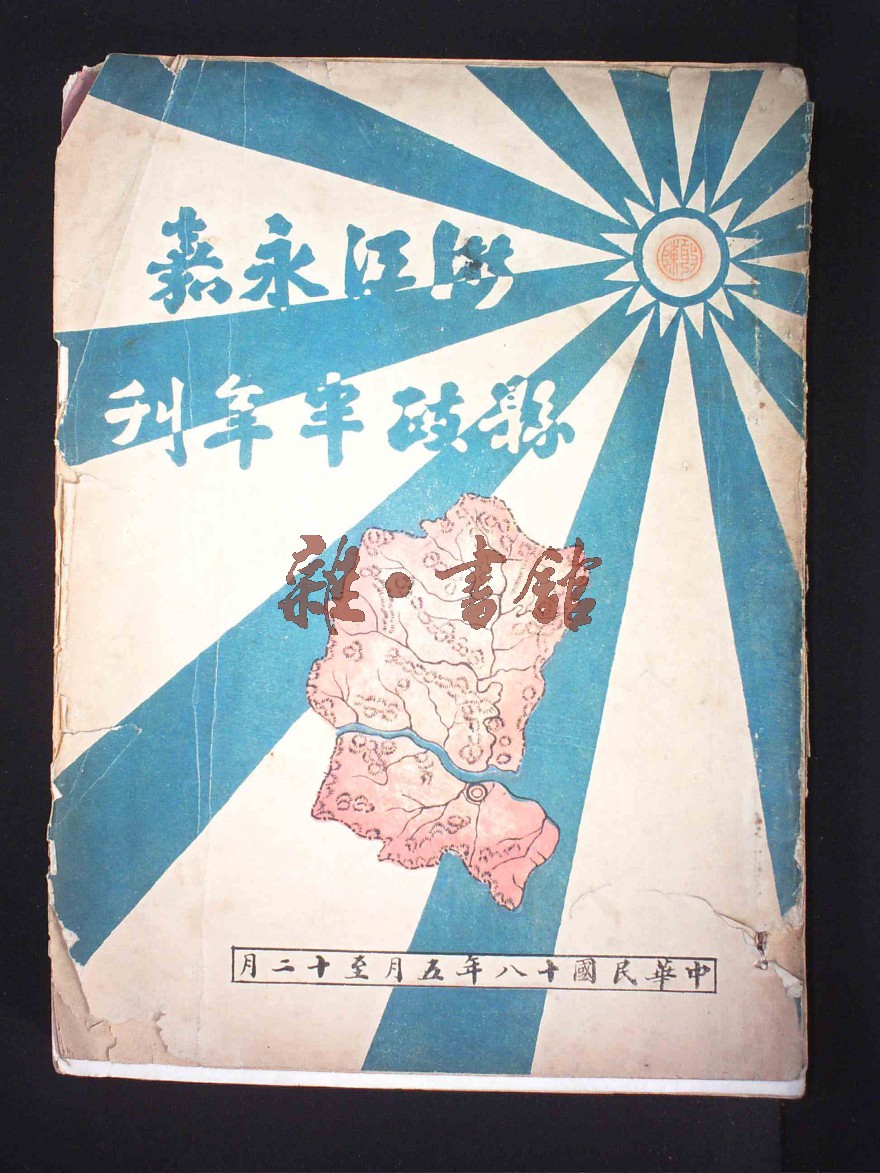 浙江永嘉
縣政半年刊
雜·書館
中華民國十八年五月至十二月